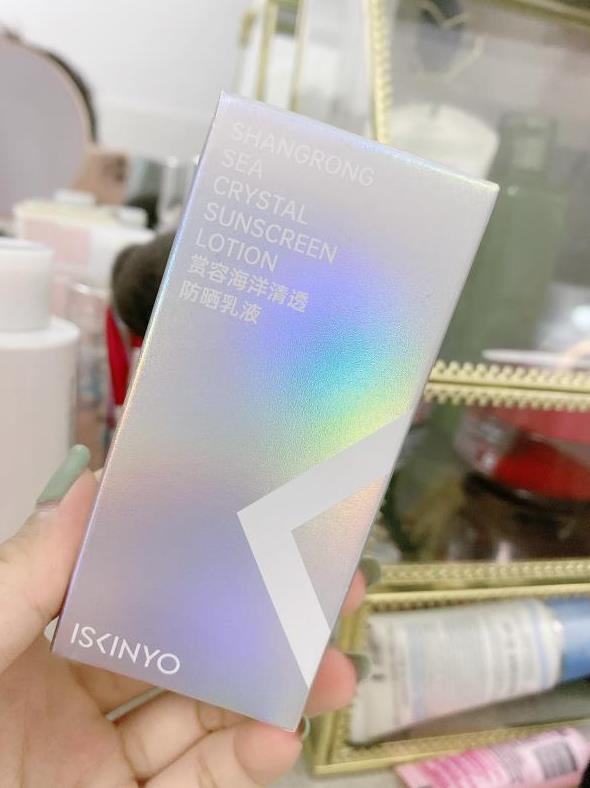 SHANGRONG
SEA
CRYSTAL
SUNSCREEN
LOTION
赏容海洋清透
防晒乳液
ISKINYO